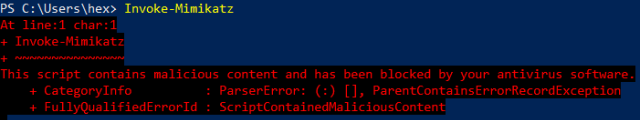 PS C:\Users\hex> Invoke-Mimikatz
At line:1 char:1
+ Invoke-Mimikatz
+ ~~~~~~~~~~~~~~~
This script contains malicious content and has been blocked by your antivirus software.
    + CategoryInfo          : ParserError: (:) [], ParentContainsErrorRecordException
    + FullyQualifiedErrorId : ScriptContainedMaliciousContent